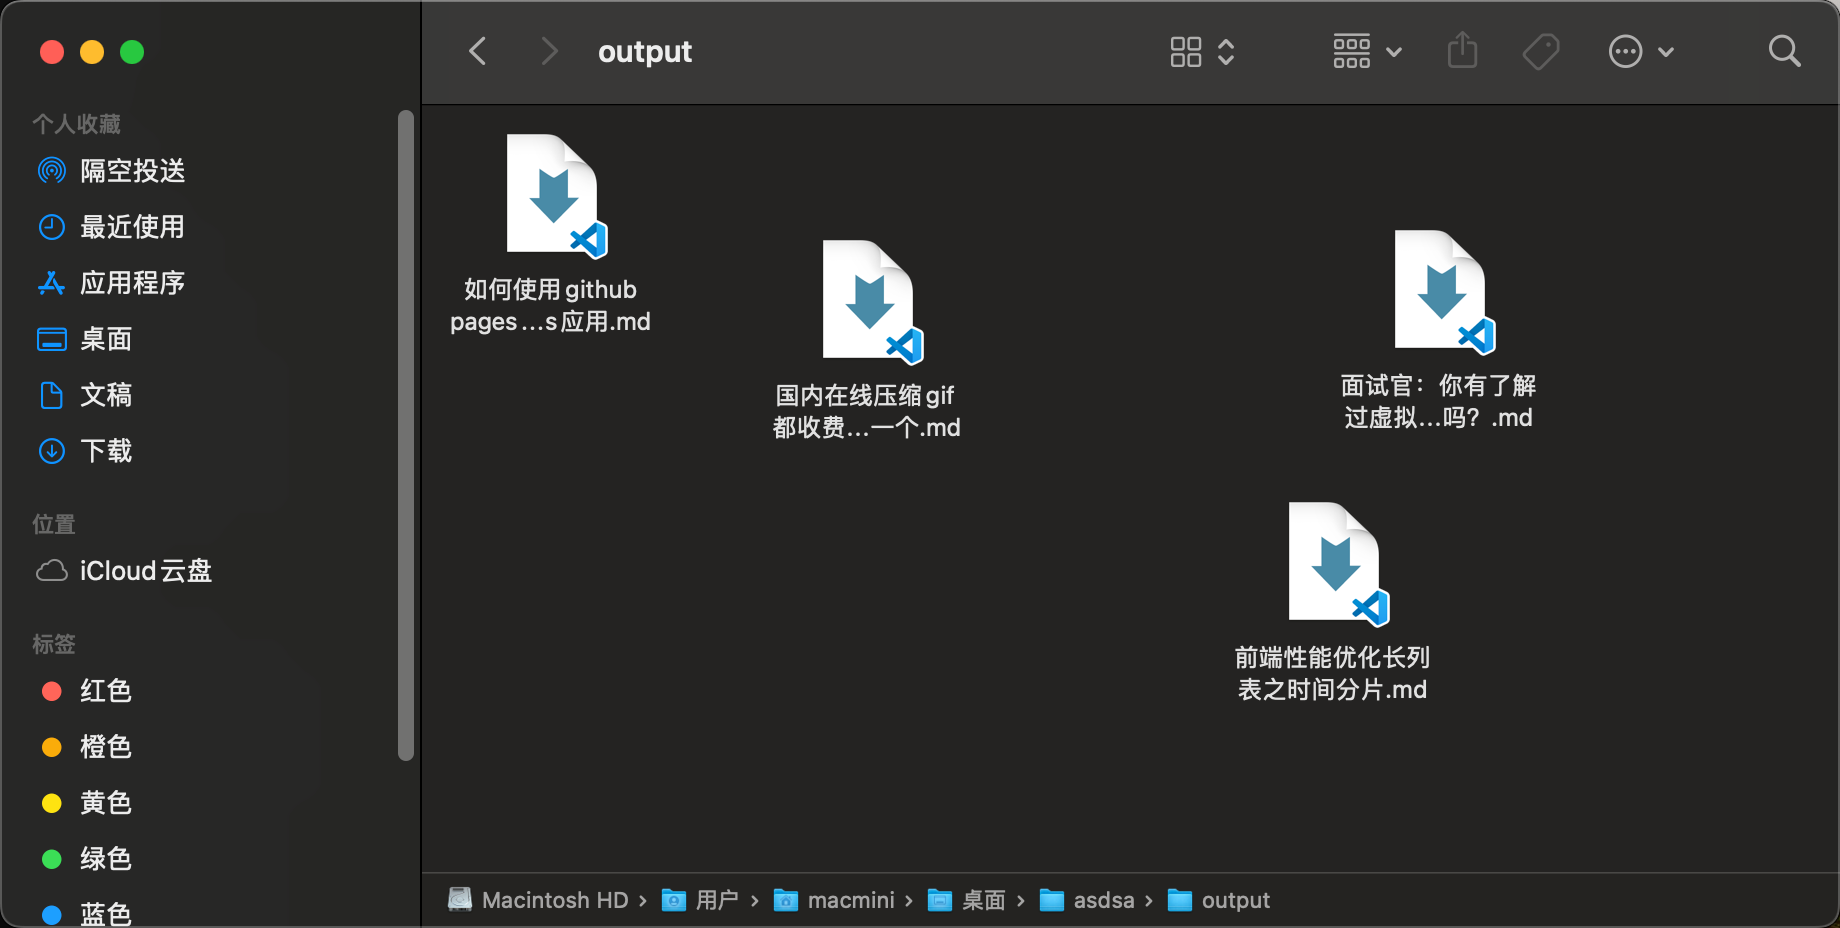 output
个人收藏
隔空投送
最近使用
应用程序
桌面
文稿
下载
位置
iCloud云盘
标签
红色
橙色
黄色
绿色
蓝色
如何使用github
pages...s应用.md
国内在线压缩gif
都收费...一个.md
面试官：你有了解
过虚拟...吗？.md
前端性能优化长列
表之时间分片.md
Macintosh HD › 用户 › macmini › 桌面 › asdsa › output